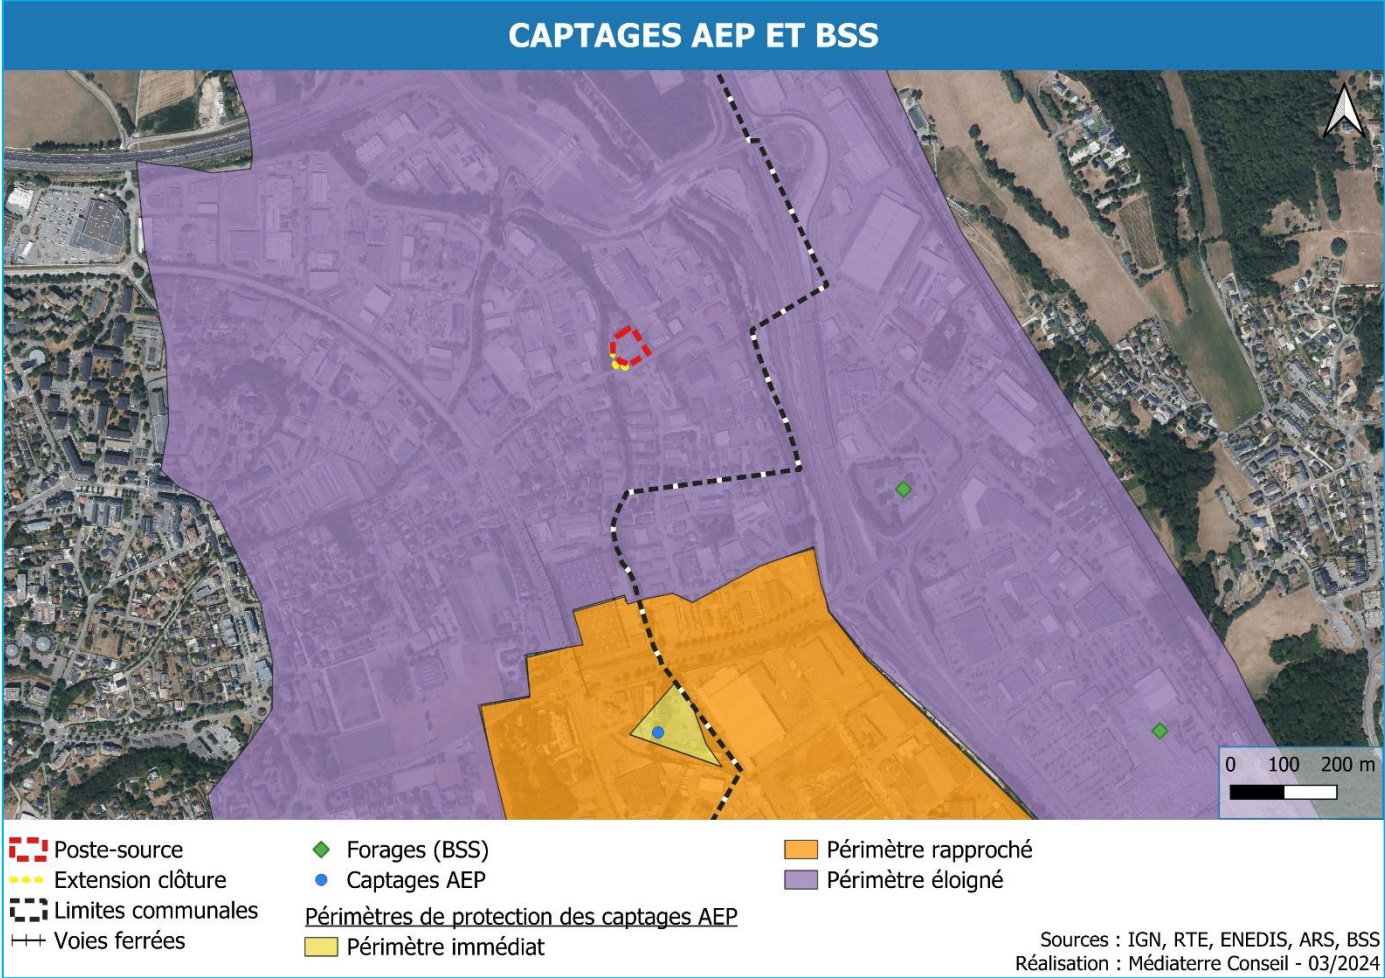 CAPTAGES AEP ET BSS
0 100 200 m
Poste-source
Extension clôture
Limites communales
Voies ferrées
Forages (BSS)
Captages AEP
Périmètres de protection des captages AEP
Périmètre immédiat
Périmètre rapproché
Périmètre éloigné
Sources : IGN, RTE, ENEDIS, ARS, BSS
Réalisation : Médiaterre Conseil - 03/2024